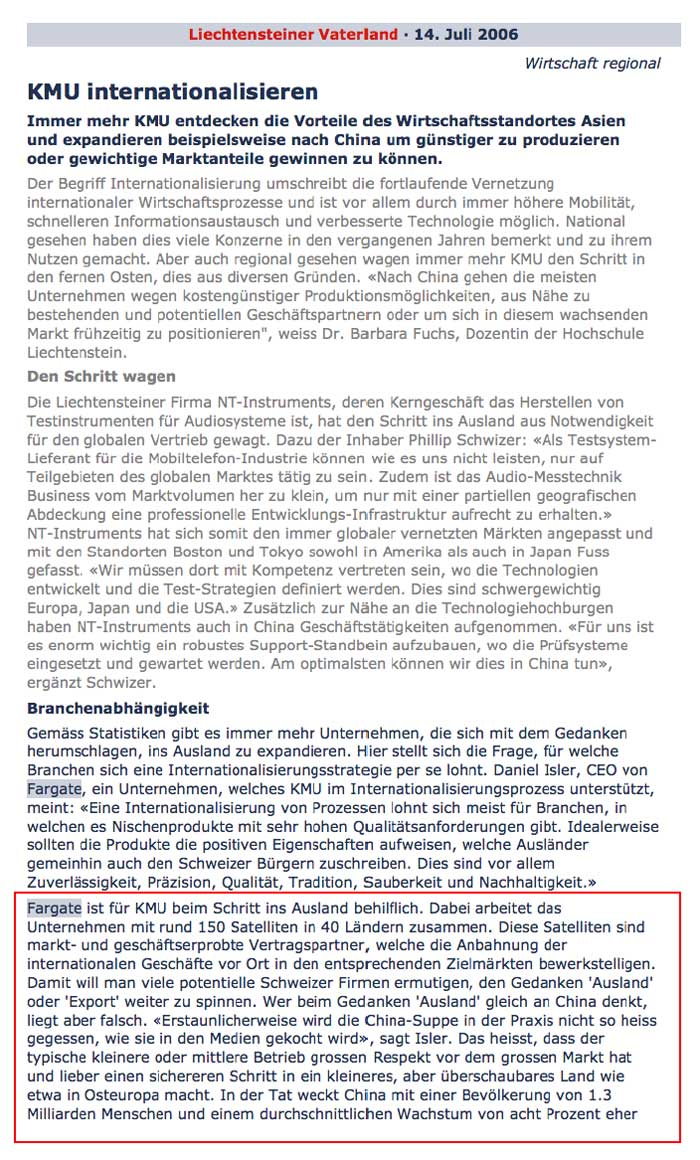 Liechtensteiner Vaterland · 14. Juli 2006
Wirtschaft regional
KMU internationalisieren
Immer mehr KMU entdecken die Vorteile des Wirtschaftsstandortes Asien
und expandieren beispielsweise nach China um günstiger zu produzieren
oder gewichtige Marktanteile gewinnen zu können.
Der Begriff Internationalisierung umschreibt die fortlaufende Vernetzung
internationaler Wirtschaftsprozesse und ist vor allem durch immer höhere Mobilität,
schnelleren Informationsaustausch und verbesserte Technologie möglich. National
gesehen haben dies viele Konzerne in den vergangenen Jahren bemerkt und zu ihrem
Nutzen gemacht. Aber auch regional gesehen wagen immer mehr KMU den Schritt in
den fernen Osten, dies aus diversen Gründen. «Nach China gehen die meisten
Unternehmen wegen kostengünstiger Produktionsmöglichkeiten, aus Nähe zu
bestehenden und potentiellen Geschäftspartnern oder um sich in diesem wachsenden
Markt frühzeitig zu positionieren", weiss Dr. Barbara Fuchs, Dozentin der Hochschule
Liechtenstein.
Den Schritt wagen
Die Liechtensteiner Firma NT-Instruments, deren Kerngeschäft das Herstellen von
Testinstrumenten für Audiosysteme ist, hat den Schritt ins Ausland aus Notwendigkeit
für den globalen Vertrieb gewagt. Dazu der Inhaber Phillip Schwizer: «Als Testsystem-
Lieferant für die Mobiltelefon-Industrie können wie es uns nicht leisten, nur auf
Teilgebieten des globalen Marktes tätig zu sein. Zudem ist das Audio-Messtechnik
Business vom Marktvolumen her zu klein, um nur mit einer partiellen geografischen
Abdeckung eine professionelle Entwicklungs-Infrastruktur aufrecht zu erhalten.»
NT-Instruments hat sich somit den immer globaler vernetzten Märkten angepasst und
mit den Standorten Boston und Tokyo sowohl in Amerika als auch in Japan Fuss
gefasst. «Wir müssen dort mit Kompetenz vertreten sein, wo die Technologien
entwickelt und die Test-Strategien definiert werden. Dies sind schwergewichtig
Europa, Japan und die USA.» Zusätzlich zur Nähe an die Technologiehochburgen
haben NT-Instruments auch in China Geschäftstätigkeiten aufgenommen. «Für uns ist
es enorm wichtig ein robustes Support-Standbein aufzubauen, wo die Prüfsysteme
eingesetzt und gewartet werden. Am optimalsten können wir dies in China tun»,
ergänzt Schwizer.
Branchenabhängigkeit
Gemäss Statistiken gibt es immer mehr Unternehmen, die sich mit dem Gedanken
herumschlagen, ins Ausland zu expandieren. Hier stellt sich die Frage, für welche
Branchen sich eine Internationalisierungsstrategie per se lohnt. Daniel Isler, CEO von
Fargate, ein Unternehmen, welches KMU im Internationalisierungsprozess unterstützt,
meint: «Eine Internationalisierung von Prozessen lohnt sich meist für Branchen, in
welchen es Nischenprodukte mit sehr hohen Qualitätsanforderungen gibt. Idealerweise
sollten die Produkte die positiven Eigenschaften aufweisen, welche Ausländer
gemeinhin auch den Schweizer Bürgern zuschreiben. Dies sind vor allem
Zuverlässigkeit, Präzision, Qualität, Tradition, Sauberkeit und Nachhaltigkeit.»
Fargate ist für KMU beim Schritt ins Ausland behilflich. Dabei arbeitet das
Unternehmen mit rund 150 Satelliten in 40 Ländern zusammen. Diese Satelliten sind
markt- und geschäftserprobte Vertragspartner, welche die Anbahnung der
internationalen Geschäfte vor Ort in den entsprechenden Zielmärkten bewerkstelligen.
Damit will man viele potentielle Schweizer Firmen ermutigen, den Gedanken 'Ausland'
oder 'Export' weiter zu spinnen. Wer beim Gedanken 'Ausland' gleich an China denkt,
liegt aber falsch. «Erstaunlicherweise wird die China-Suppe in der Praxis nicht so heiss
gegessen, wie sie in den Medien gekocht wird», sagt Isler. Das heisst, dass der
typische kleinere oder mittlere Betrieb grossen Respekt vor dem grossen Markt hat
und lieber einen sichereren Schritt in ein kleineres, aber überschaubares Land wie
etwa in Osteuropa macht. In der Tat weckt China mit einer Bevölkerung von 1.3
Milliarden Menschen und einem durchschnittlichen Wachstum von acht Prozent eher